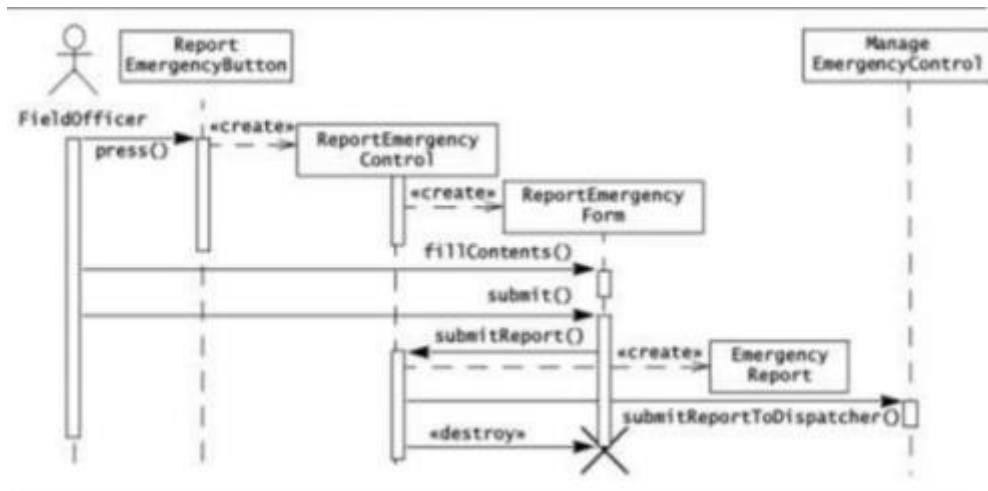 Report
EmergencyButton
Manage
EmergencyControl
FieldOfficer
press()
«create»
ReportEmergency
Control
«create»
ReportEmergency
Form
fillContents()
submit()
submitReport()
«create»
Emergency
Report
submitReportToDispatcher()
«destroy»